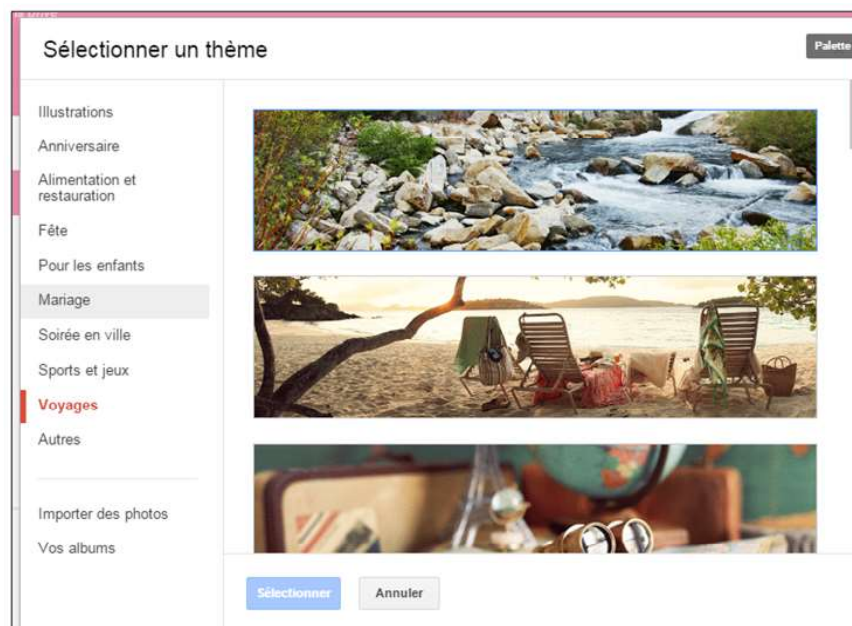 Sélectionner un thème
Palette
Illustrations
Anniversaire
Alimentation et
restauration
Fête
Pour les enfants
Mariage
Soirée en ville
Sports et jeux
Voyages
Autres
Importer des photos
Vos albums
Sélectionner
Annuler